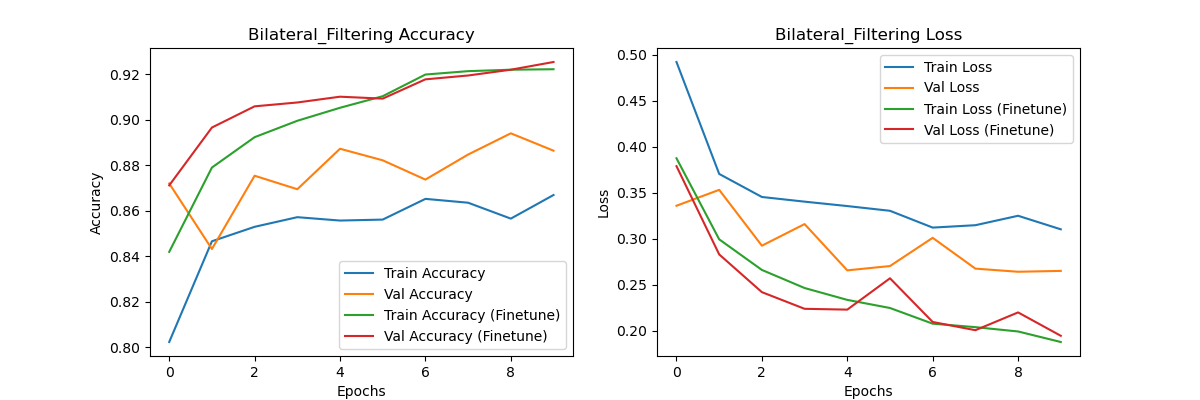 Bilateral_Filtering Accuracy
Accuracy
0.92
0.90
0.88
0.86
0.84
0.82
0.80
0 2 4 6 8
Epochs
Train Accuracy
Val Accuracy
Train Accuracy (Finetune)
Val Accuracy (Finetune)
Bilateral_Filtering Loss
Loss
0.50
0.45
0.40
0.35
0.30
0.25
0.20
0 2 4 6 8
Epochs
Train Loss
Val Loss
Train Loss (Finetune)
Val Loss (Finetune)